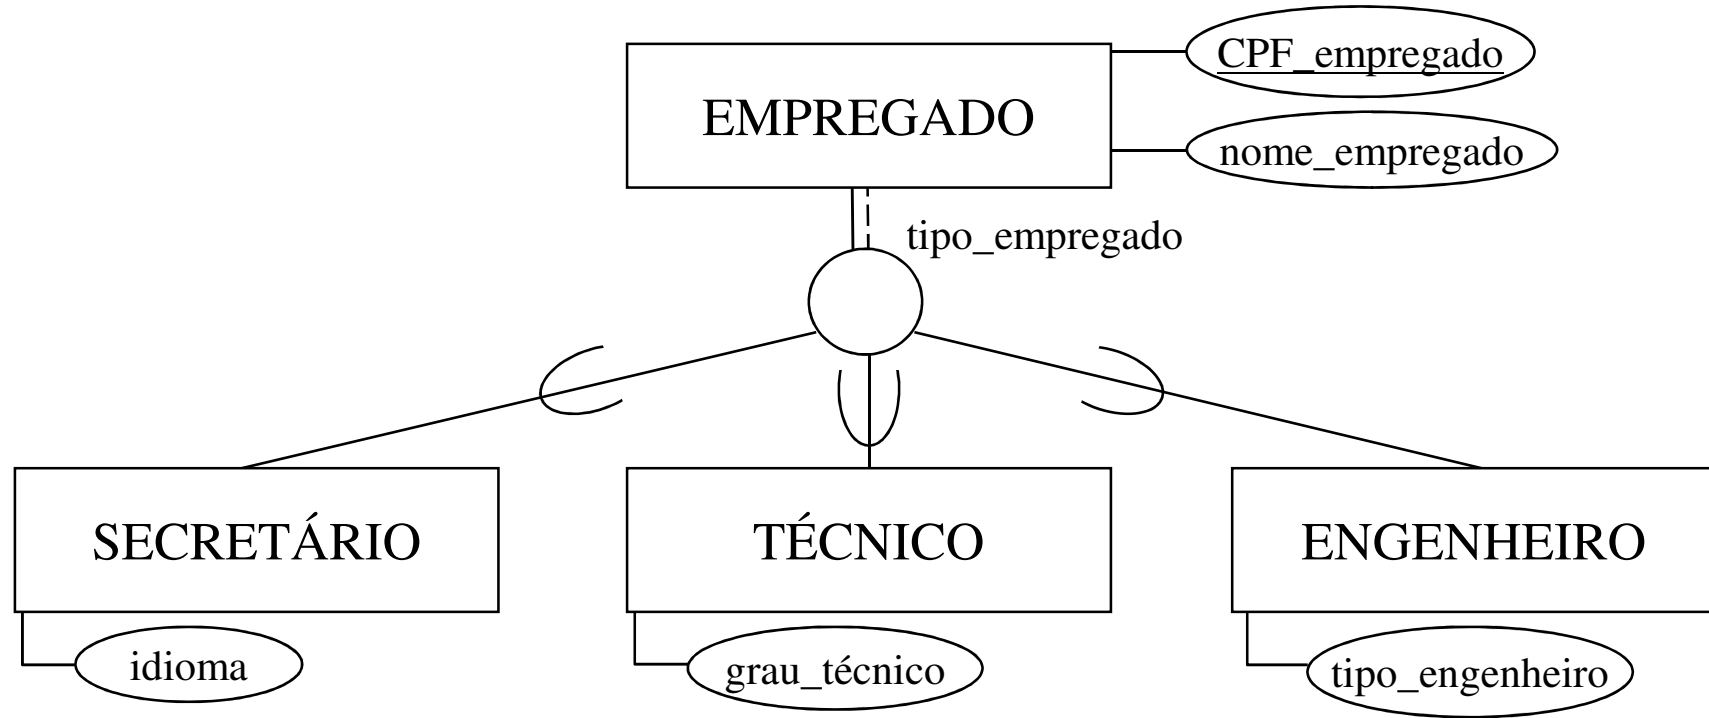 CPF_empregado
EMPREGADO
nome_empregado
tipo_empregado
SECRETÁRIO
TÉCNICO
ENGENHEIRO
idioma
grau_técnico
tipo_engenheiro